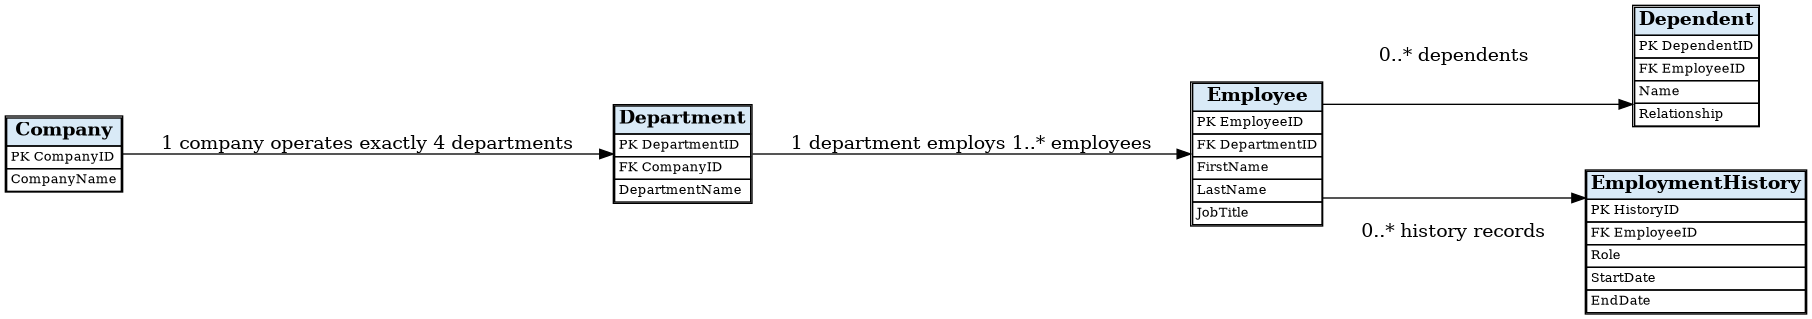 Company
PK CompanyID
CompanyName
1 company operates exactly 4 departments
Department
PK DepartmentID
FK CompanyID
DepartmentName
1 department employs 1..* employees
Employee
PK EmployeeID
FK DepartmentID
FirstName
LastName
JobTitle
0..* dependents
Dependent
PK DependentID
FK EmployeeID
Name
Relationship
0..* history records
EmploymentHistory
PK HistoryID
FK EmployeeID
Role
StartDate
EndDate